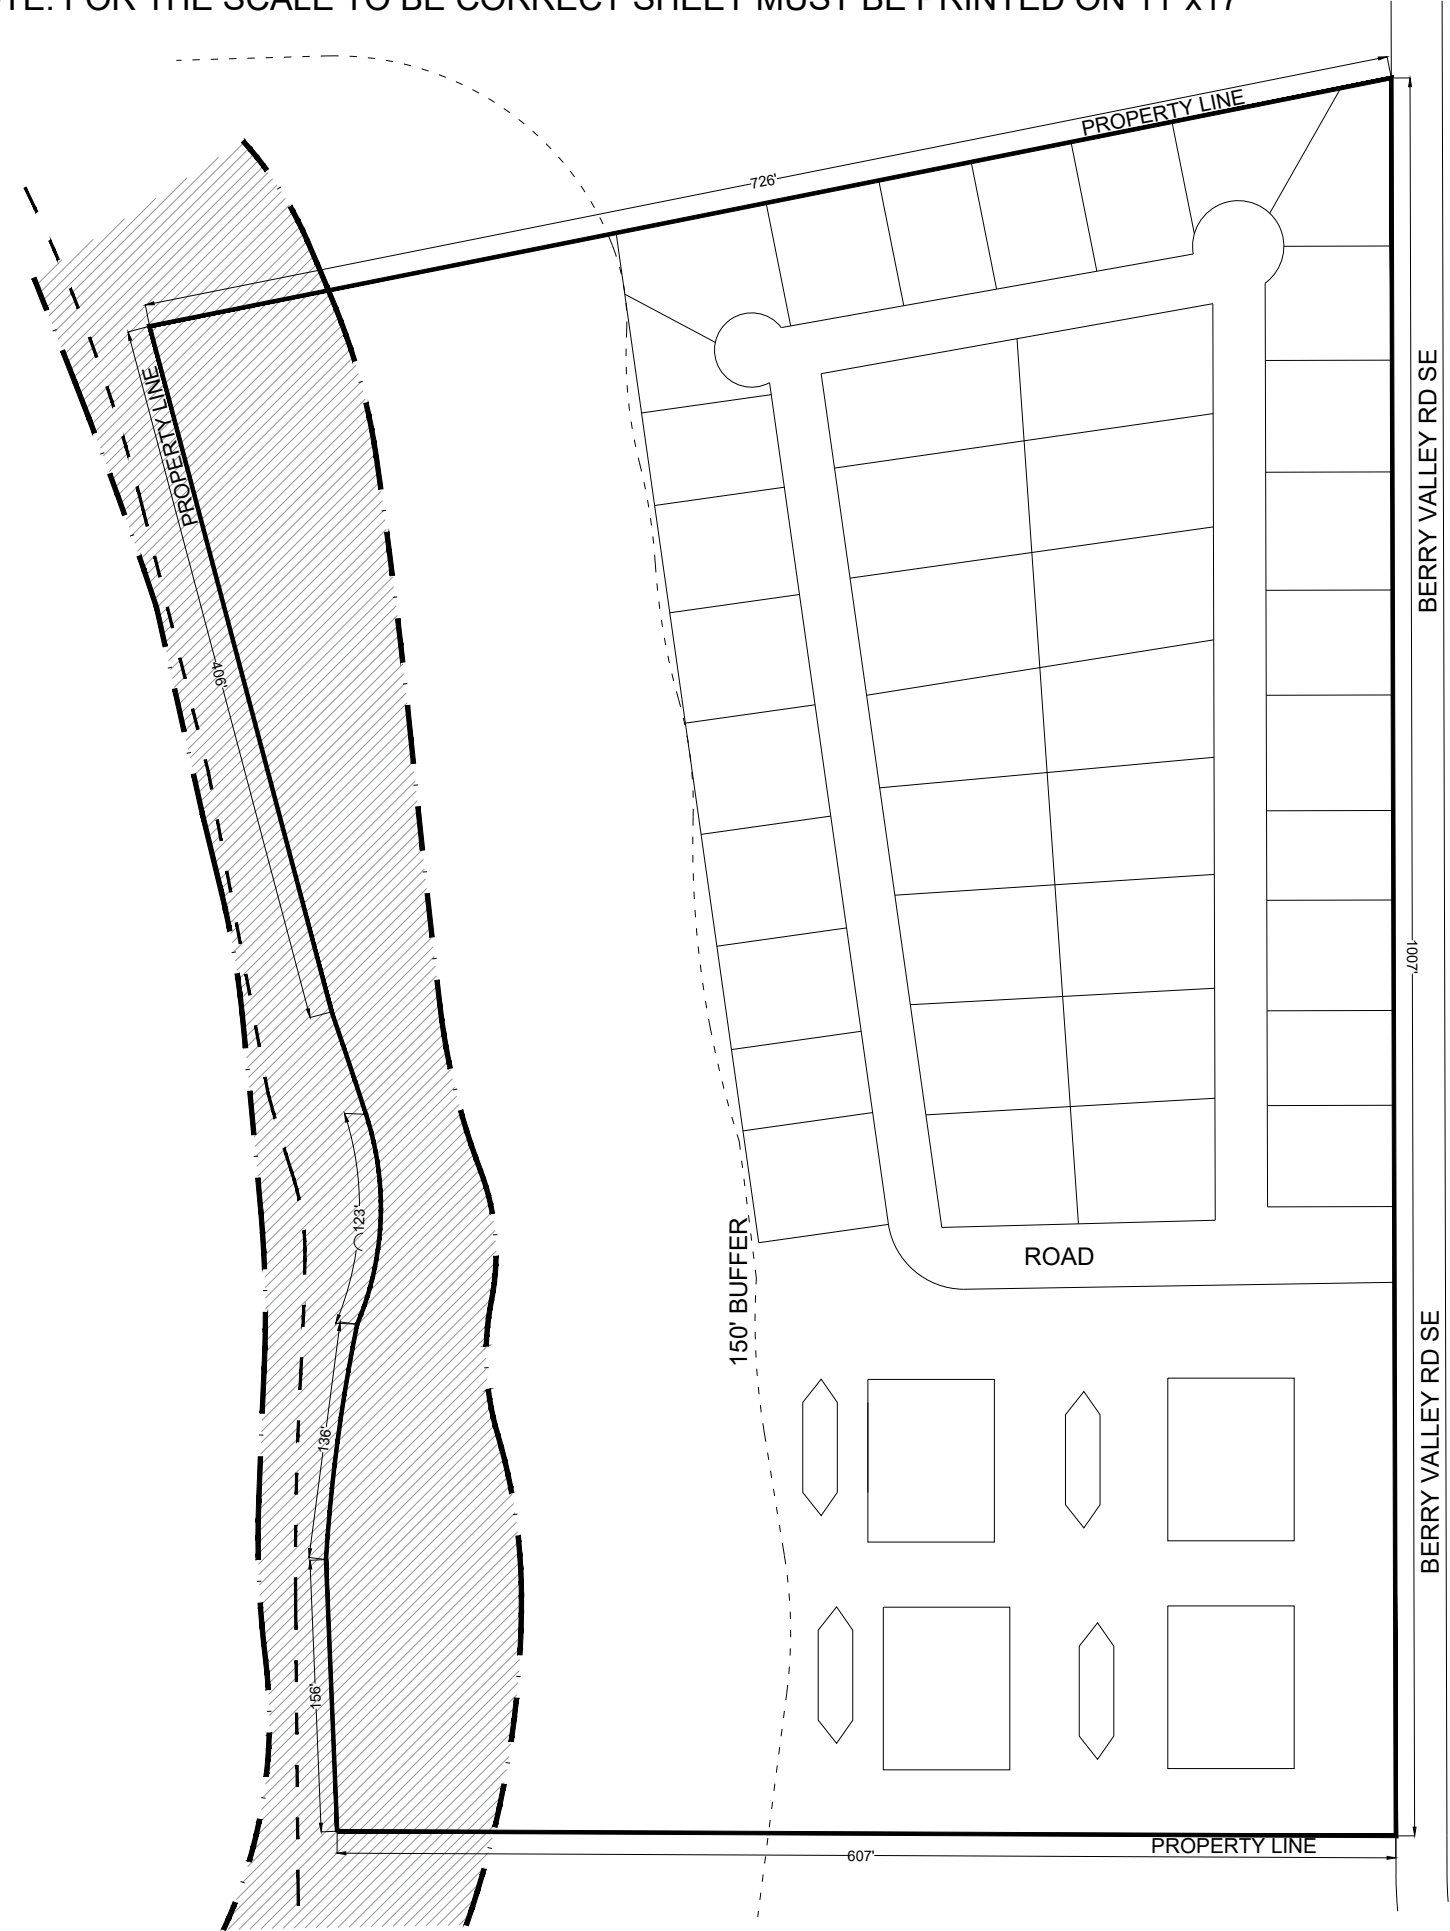 TE: FOR THE SCALE TO BE CORRECT SHEET MUST BE PRINTED ON 11"x17"
PROPERTY LINE
726'
PROPERTY LINE
BERRY VALLEY RD SE
406'
1007'
123'
150' BUFFER
ROAD
BERRY VALLEY RD SE
136'
156'
PROPERTY LINE
607'